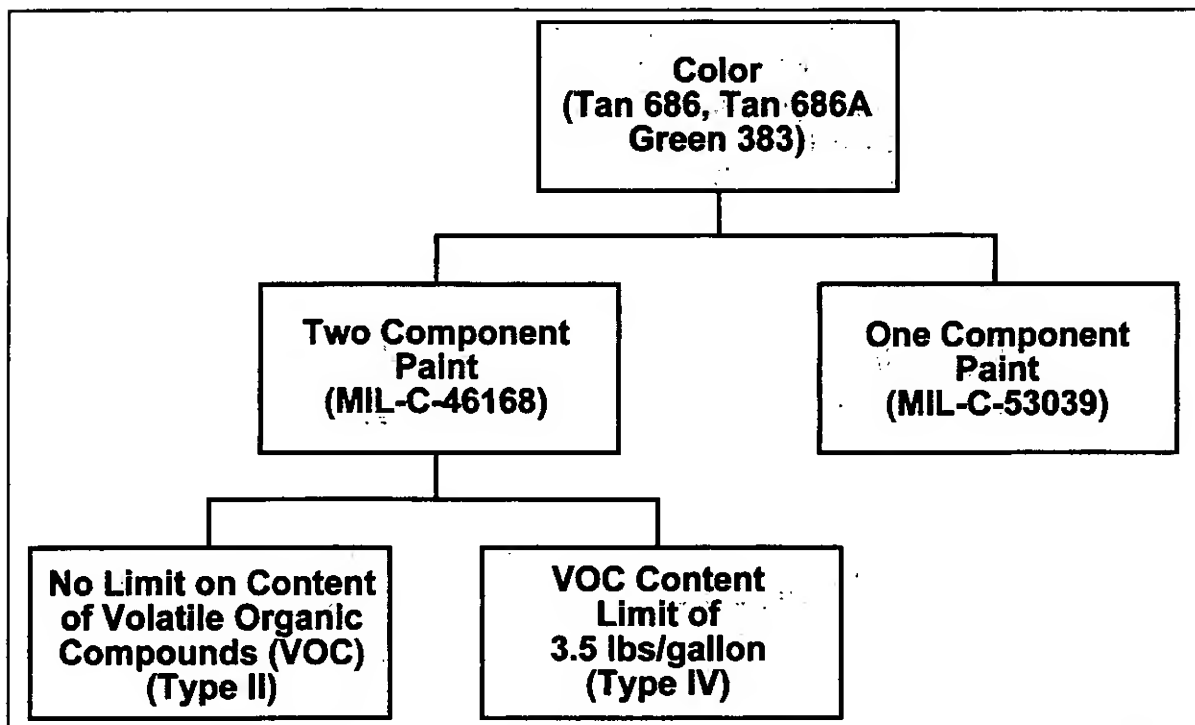 Color
(Tan 686, Tan 686A
Green 383)
Two Component
Paint
(MIL-C-46168)
One Component
Paint
(MIL-C-53039)
No Limit on Content
of Volatile Organic
Compounds (VOC)
(Type II)
VOC Content
Limit of
3.5 lbs/gallon
(Type IV)